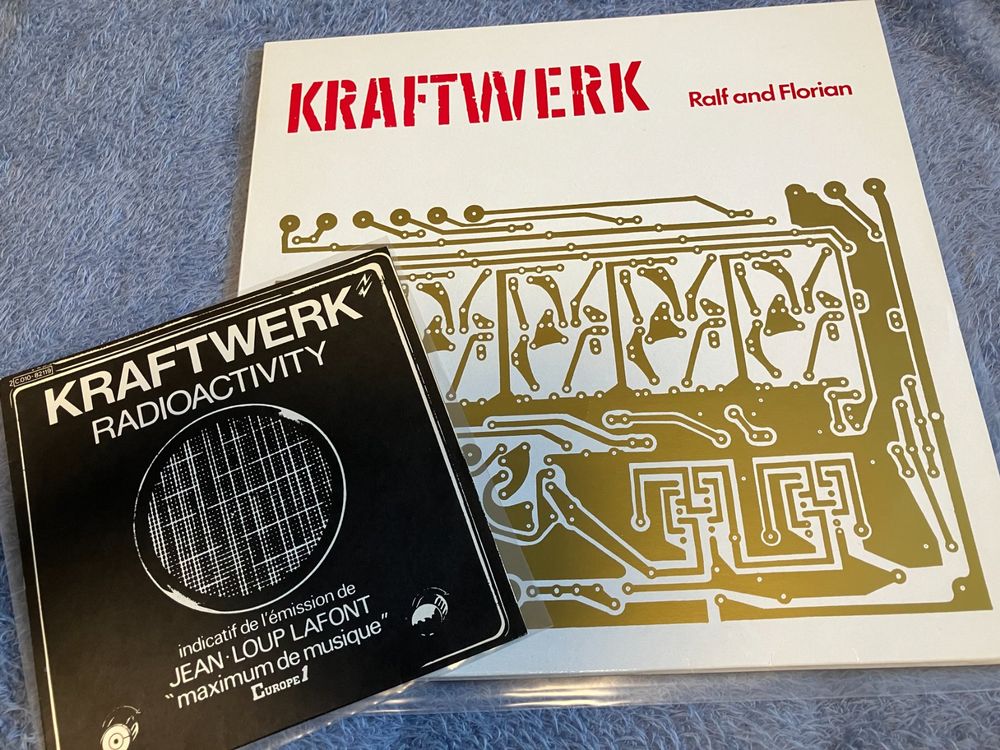 KRAFTWERK
Ralf and Florian
2C010-82119
KRAFTWERK
RADIOACTIVITY
indicatif de l'émission de
JEAN-LOUP LAFONT
"maximum de musique"
EUROPE 1